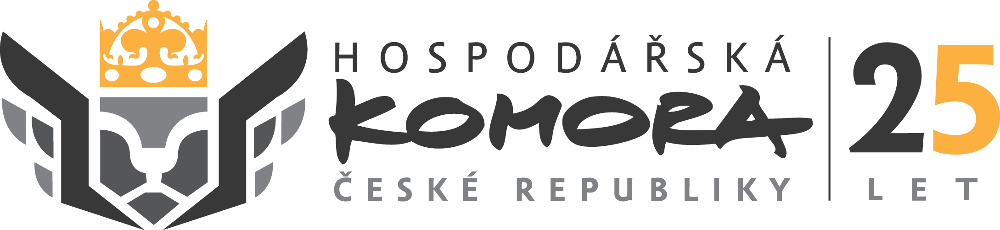 HOSPODÁŘSKÁ
KOMORA
ČESKÉ REPUBLIKY
25
LET